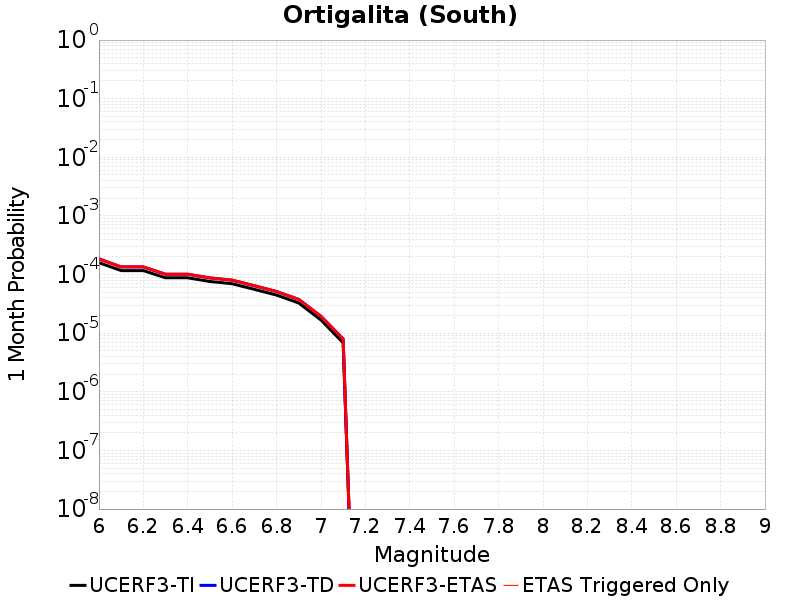 Ortigalita (South)
1 Month Probability
10^0
10^-1
10^-2
10^-3
10^-4
10^-5
10^-6
10^-7
10^-8
6 6.2 6.4 6.6 6.8 7 7.2 7.4 7.6 7.8 8 8.2 8.4 8.6 8.8 9
Magnitude
UCERF3-TI UCERF3-TD UCERF3-ETAS ETAS Triggered Only